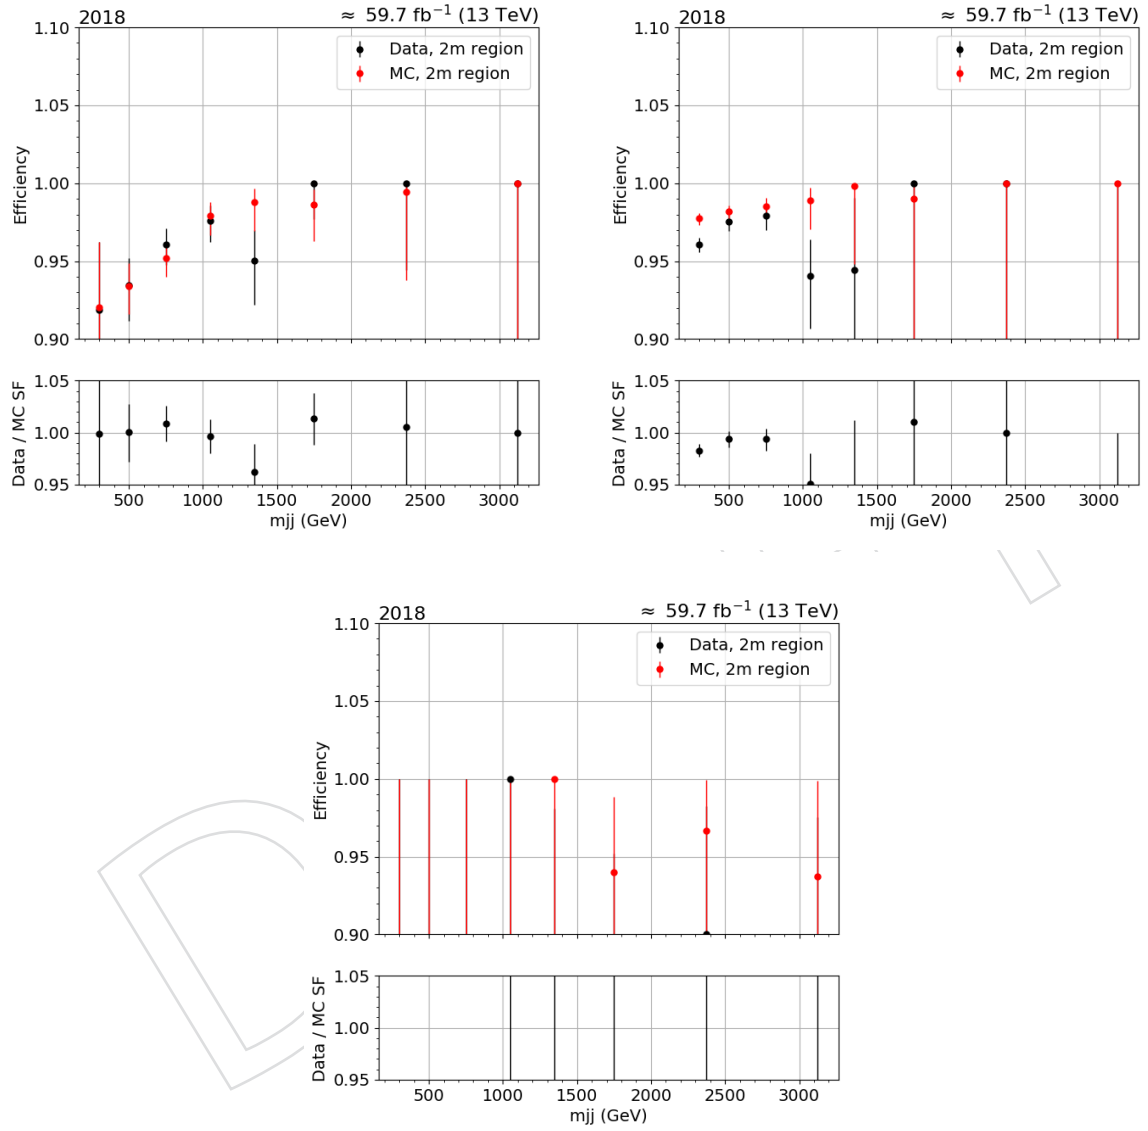 2018 ≈ 59.7 fb⁻¹ (13 TeV)
1.10
Data, 2m region
MC, 2m region
1.05
1.00
0.95
0.90
Efficiency
1.05
1.00
0.95
Data / MC SF
500 1000 1500 2000 2500 3000
mjj (GeV)
2018 ≈ 59.7 fb⁻¹ (13 TeV)
1.10
Data, 2m region
MC, 2m region
1.05
1.00
0.95
0.90
Efficiency
1.05
1.00
0.95
Data / MC SF
500 1000 1500 2000 2500 3000
mjj (GeV)
2018 ≈ 59.7 fb⁻¹ (13 TeV)
1.10
Data, 2m region
MC, 2m region
1.05
1.00
0.95
0.90
Efficiency
1.05
1.00
0.95
Data / MC SF
500 1000 1500 2000 2500 3000
mjj (GeV)